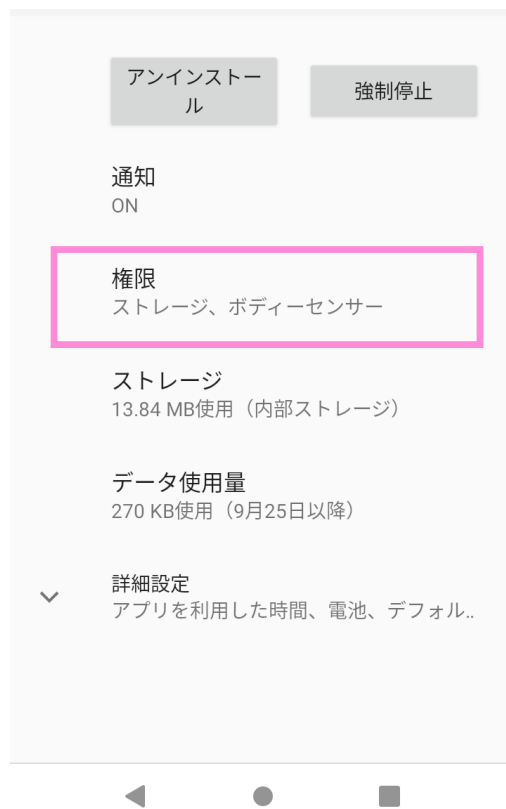 アンインストー
ル
強制停止
通知
ON
権限
ストレージ、ボディーセンサー
ストレージ
13.84 MB使用（内部ストレージ）
データ使用量
270 KB使用（9月25日以降）
詳細設定
アプリを利用した時間、電池、デフォル..